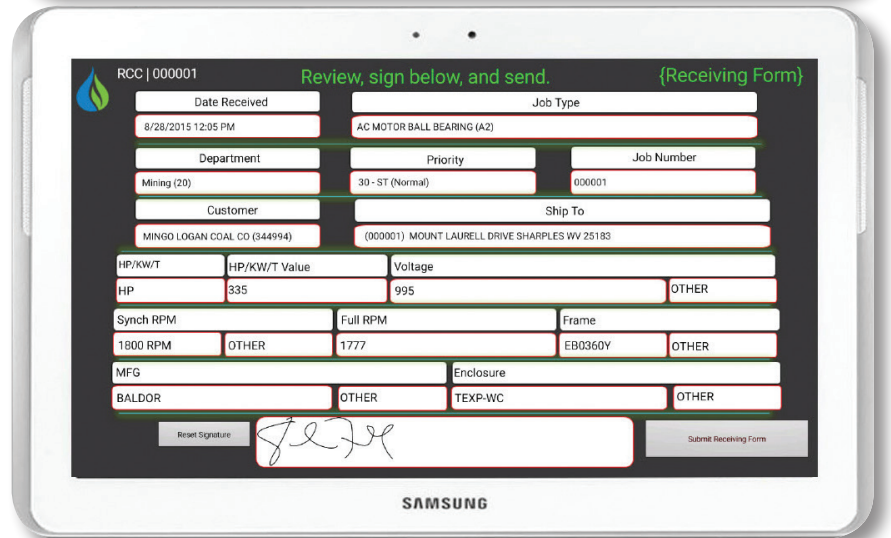 RCC | 000001 Review, sign below, and send. {Receiving Form}
Date Received Job Type
8/28/2015 12:05 PM AC MOTOR BALL BEARING (A2)
Department Priority Job Number
Mining (20) 30 - ST (Normal) 000001
Customer Ship To
MINGO LOGAN COAL CO (344994) (000001) MOUNT LAURELL DRIVE SHARPLES WV 25183
HP/KW/T HP/KW/T Value Voltage
HP 335 995 OTHER
Synch RPM Full RPM Frame
1800 RPM OTHER 1777 EB0360Y OTHER
MFG Enclosure
BALDOR OTHER TEXP-WC OTHER
Reset Signature Submit Receiving Form
SAMSUNG